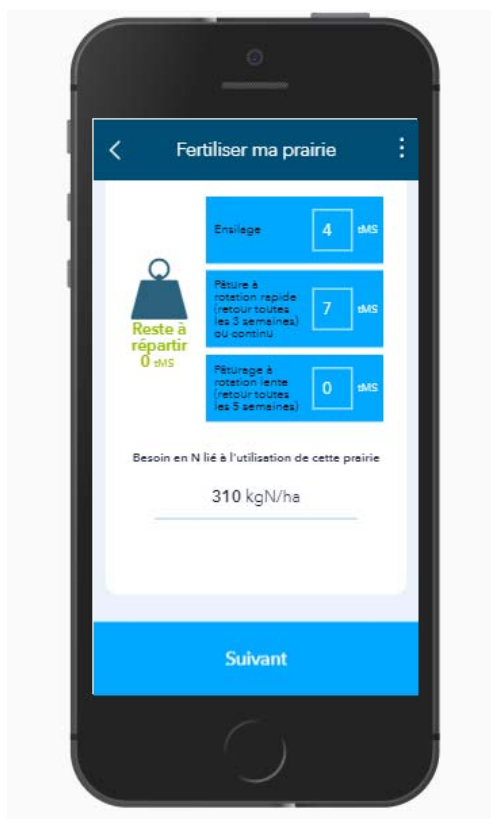 Fertiliser ma prairie
Ensilage
4 tMS
Pâture à
rotation rapide
(retour toutes
les 3 semaines)
ou continu
7 tMS
Pâturage à
rotation lente
(retour toutes
les 5 semaines)
0 tMS
Reste à
répartir
0 tMS
Besoin en N lié à l'utilisation de cette prairie
310 kgN/ha
Suivant